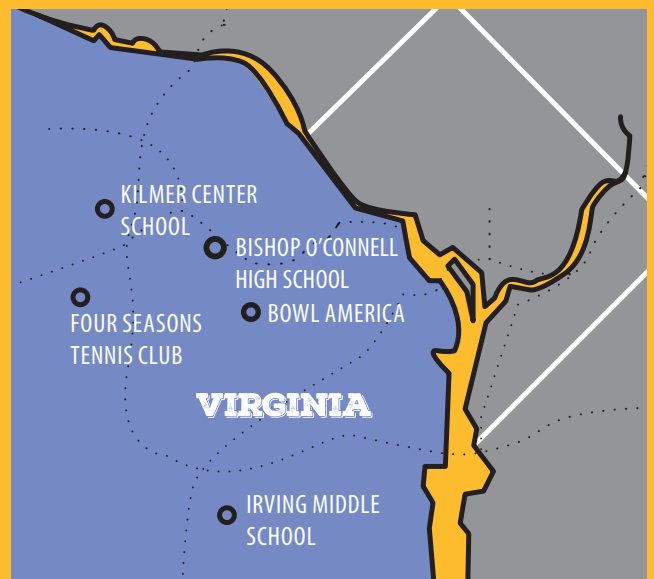 KILMER CENTER
SCHOOL
BISHOP O'CONNELL
HIGH SCHOOL
BOWL AMERICA
FOUR SEASONS
TENNIS CLUB
VIRGINIA
IRVING MIDDLE
SCHOOL